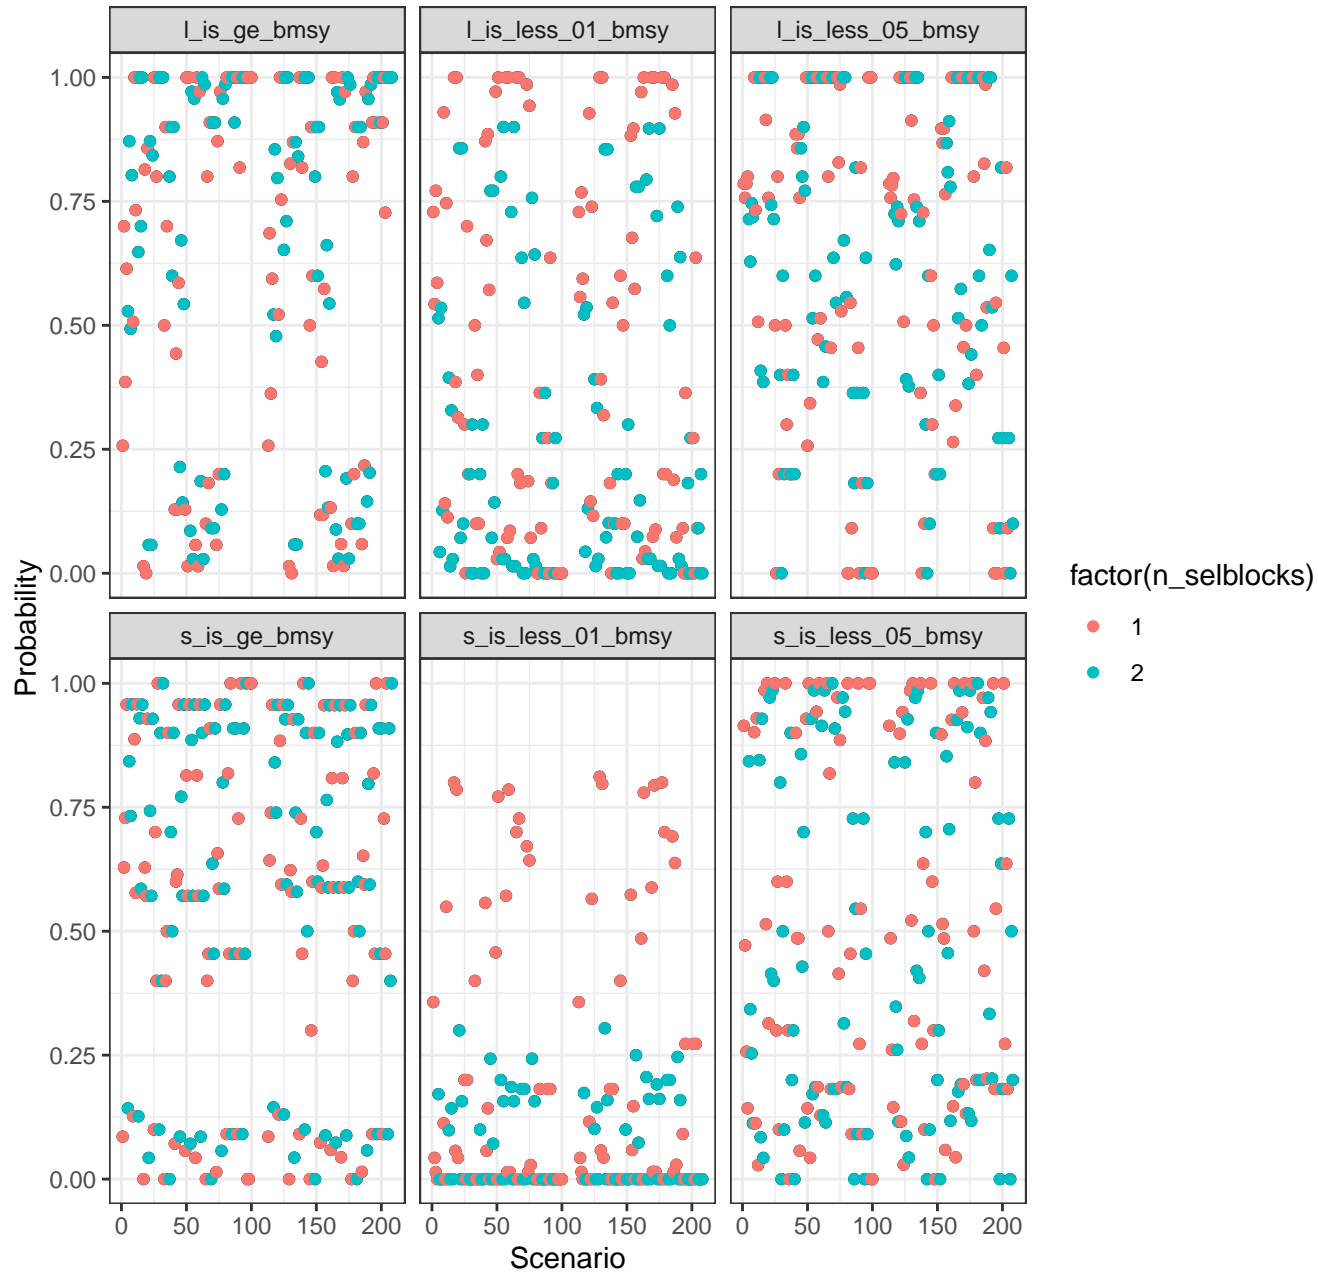 l_is_ge_bmsy
l_is_less_01_bmsy
l_is_less_05_bmsy
1.00
0.75
0.50
0.25
0.00
s_is_ge_bmsy
s_is_less_01_bmsy
s_is_less_05_bmsy
1.00
0.75
0.50
0.25
0.00
0 50 100 150 200
0 50 100 150 200
0 50 100 150 200
Scenario
Probability
factor(n_selblocks)
1
2